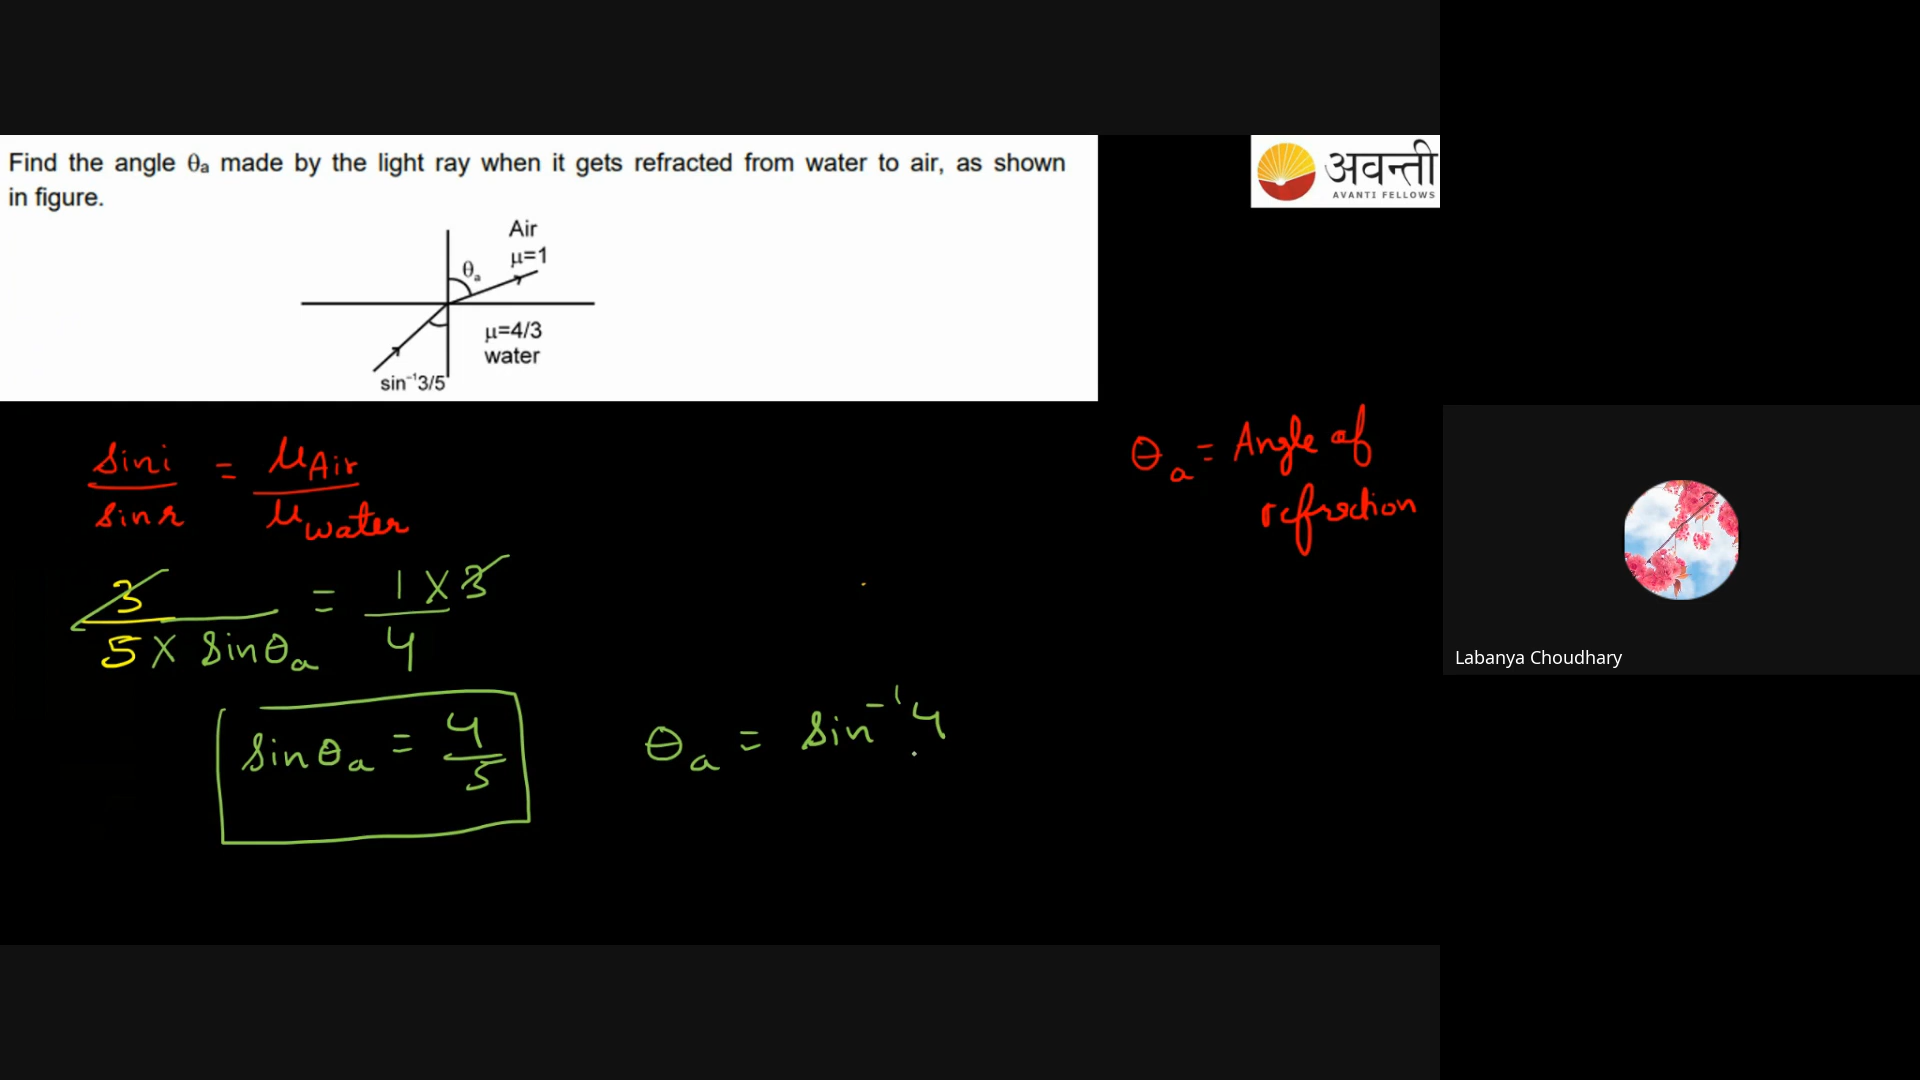 Find the angle θa made by the light ray when it gets refracted from water to air, as shown
in figure.
Air
μ=1
θa
μ=4/3
water
sin⁻¹3/5
अवन्ती
AVANTI FELLOWS
sin i / sin r = μAir / μwater
θa = Angle of
refraction
3 / 5 × sinθa = 1 × 3 / 4
sinθa = 4/5
θa = sin⁻¹ 4
Labanya Choudhary